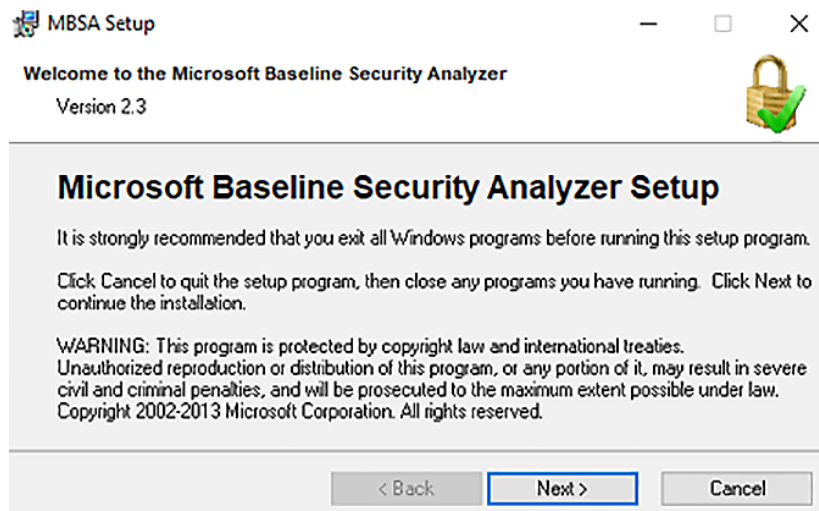 MBSA Setup
Welcome to the Microsoft Baseline Security Analyzer
Version 2.3
Microsoft Baseline Security Analyzer Setup
It is strongly recommended that you exit all Windows programs before running this setup program.
Click Cancel to quit the setup program, then close any programs you have running.  Click Next to
continue the installation.
WARNING: This program is protected by copyright law and international treaties.
Unauthorized reproduction or distribution of this program, or any portion of it, may result in severe
civil and criminal penalties, and will be prosecuted to the maximum extent possible under law.
Copyright 2002-2013 Microsoft Corporation. All rights reserved.
< Back Next > Cancel